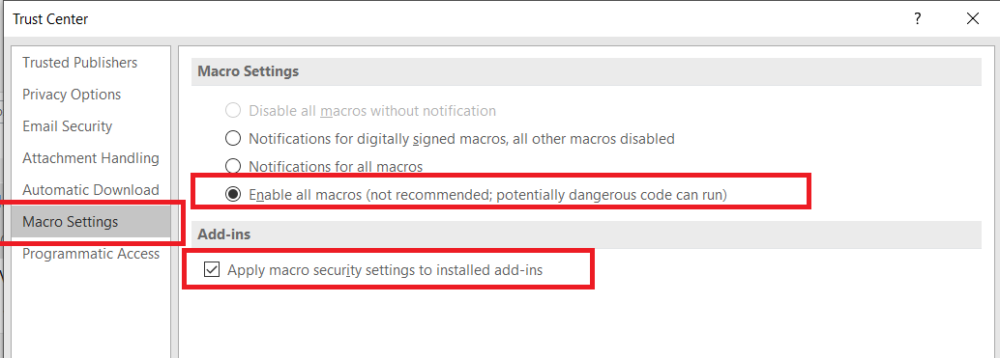 Trust Center
?
Trusted Publishers
Privacy Options
Email Security
Attachment Handling
Automatic Download
Macro Settings
Programmatic Access
Macro Settings
Disable all macros without notification
Notifications for digitally signed macros, all other macros disabled
Notifications for all macros
Enable all macros (not recommended; potentially dangerous code can run)
Add-ins
Apply macro security settings to installed add-ins